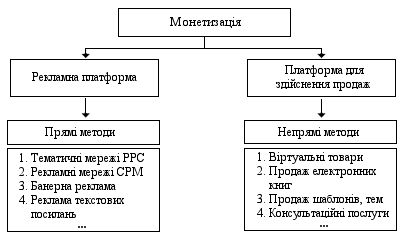 Монетизація
Рекламна платформа
Платформа для
здійснення продаж
Прямі методи
1. Тематичні мережі PPC
2. Рекламні мережі CPM
3. Банерна реклама
4. Реклама текстових
посилань
...
Непрямі методи
1. Віртуальні товари
2. Продаж електронних
книг
3. Продаж шаблонів, тем
4. Консультаційні послуги
...